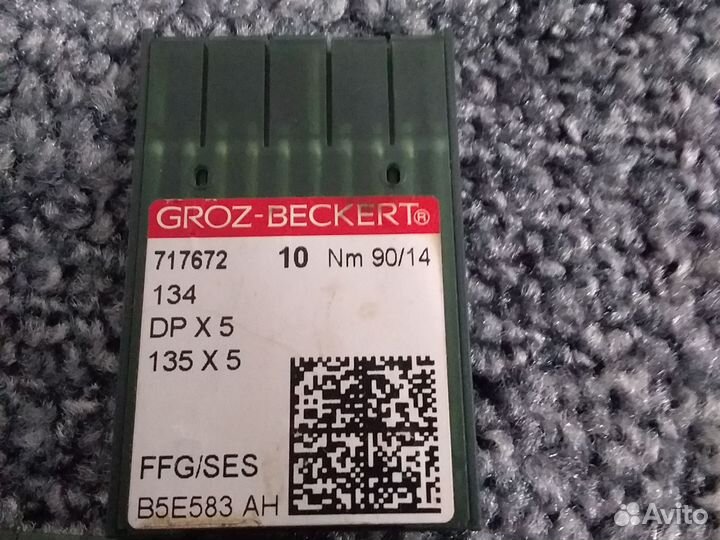 GROZ-BECKERT®
717672 10 Nm 90/14
134
DP X 5
135 X 5
FFG/SES
B5E583 AH
Avito